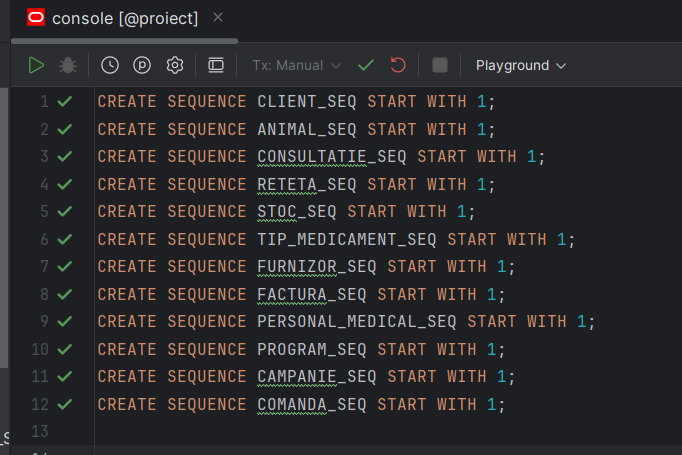 console [@proiect]
Tx: Manual
Playground
1 CREATE SEQUENCE CLIENT_SEQ START WITH 1;
2 CREATE SEQUENCE ANIMAL_SEQ START WITH 1;
3 CREATE SEQUENCE CONSULTATIE_SEQ START WITH 1;
4 CREATE SEQUENCE RETETA_SEQ START WITH 1;
5 CREATE SEQUENCE STOC_SEQ START WITH 1;
6 CREATE SEQUENCE TIP_MEDICAMENT_SEQ START WITH 1;
7 CREATE SEQUENCE FURNIZOR_SEQ START WITH 1;
8 CREATE SEQUENCE FACTURA_SEQ START WITH 1;
9 CREATE SEQUENCE PERSONAL_MEDICAL_SEQ START WITH 1;
10 CREATE SEQUENCE PROGRAM_SEQ START WITH 1;
11 CREATE SEQUENCE CAMPANIE_SEQ START WITH 1;
12 CREATE SEQUENCE COMANDA_SEQ START WITH 1;
13